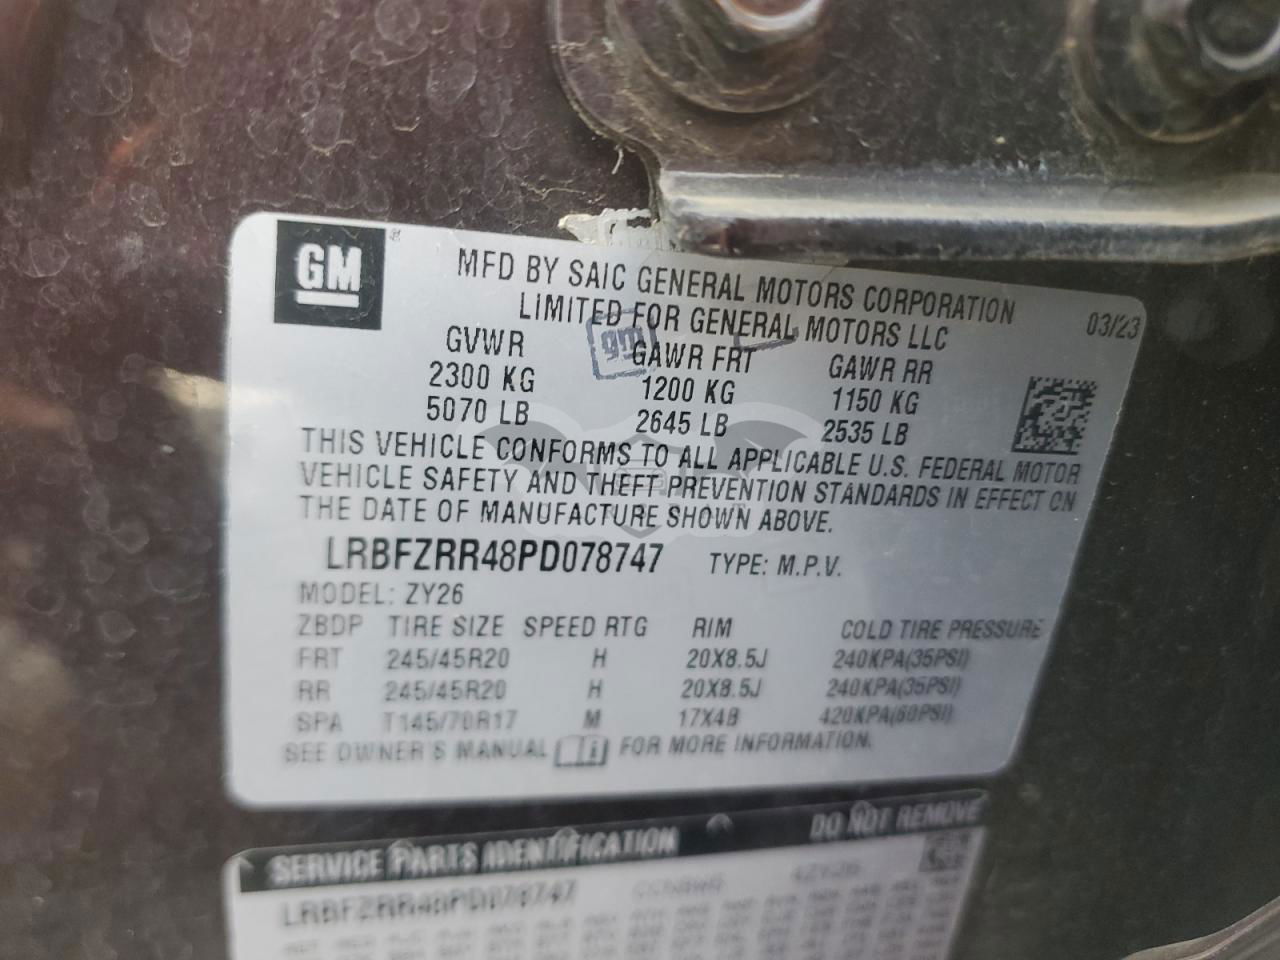 GM
MFD BY SAIC GENERAL MOTORS CORPORATION
LIMITED FOR GENERAL MOTORS LLC
03/23
gm
GVWR GAWR FRT GAWR RR
2300 KG 1200 KG 1150 KG
5070 LB 2645 LB 2535 LB
THIS VEHICLE CONFORMS TO ALL APPLICABLE U.S. FEDERAL MOTOR
VEHICLE SAFETY AND THEFT PREVENTION STANDARDS IN EFFECT ON
THE DATE OF MANUFACTURE SHOWN ABOVE.
LRBFZRR48PD078747 TYPE: M.P.V.
MODEL: ZY26
ZBDP TIRE SIZE SPEED RTG RIM COLD TIRE PRESSURE
FRT 245/45R20 H 20X8.5J 240KPA(35PSI)
RR 245/45R20 H 20X8.5J 240KPA(35PSI)
SPA T145/70R17 M 17X4B 420KPA(60PSI)
SEE OWNER'S MANUAL i FOR MORE INFORMATION.
SERVICE PARTS IDENTIFICATION DO NOT REMOVE
LRBFZRR48PD078747 4ZY26